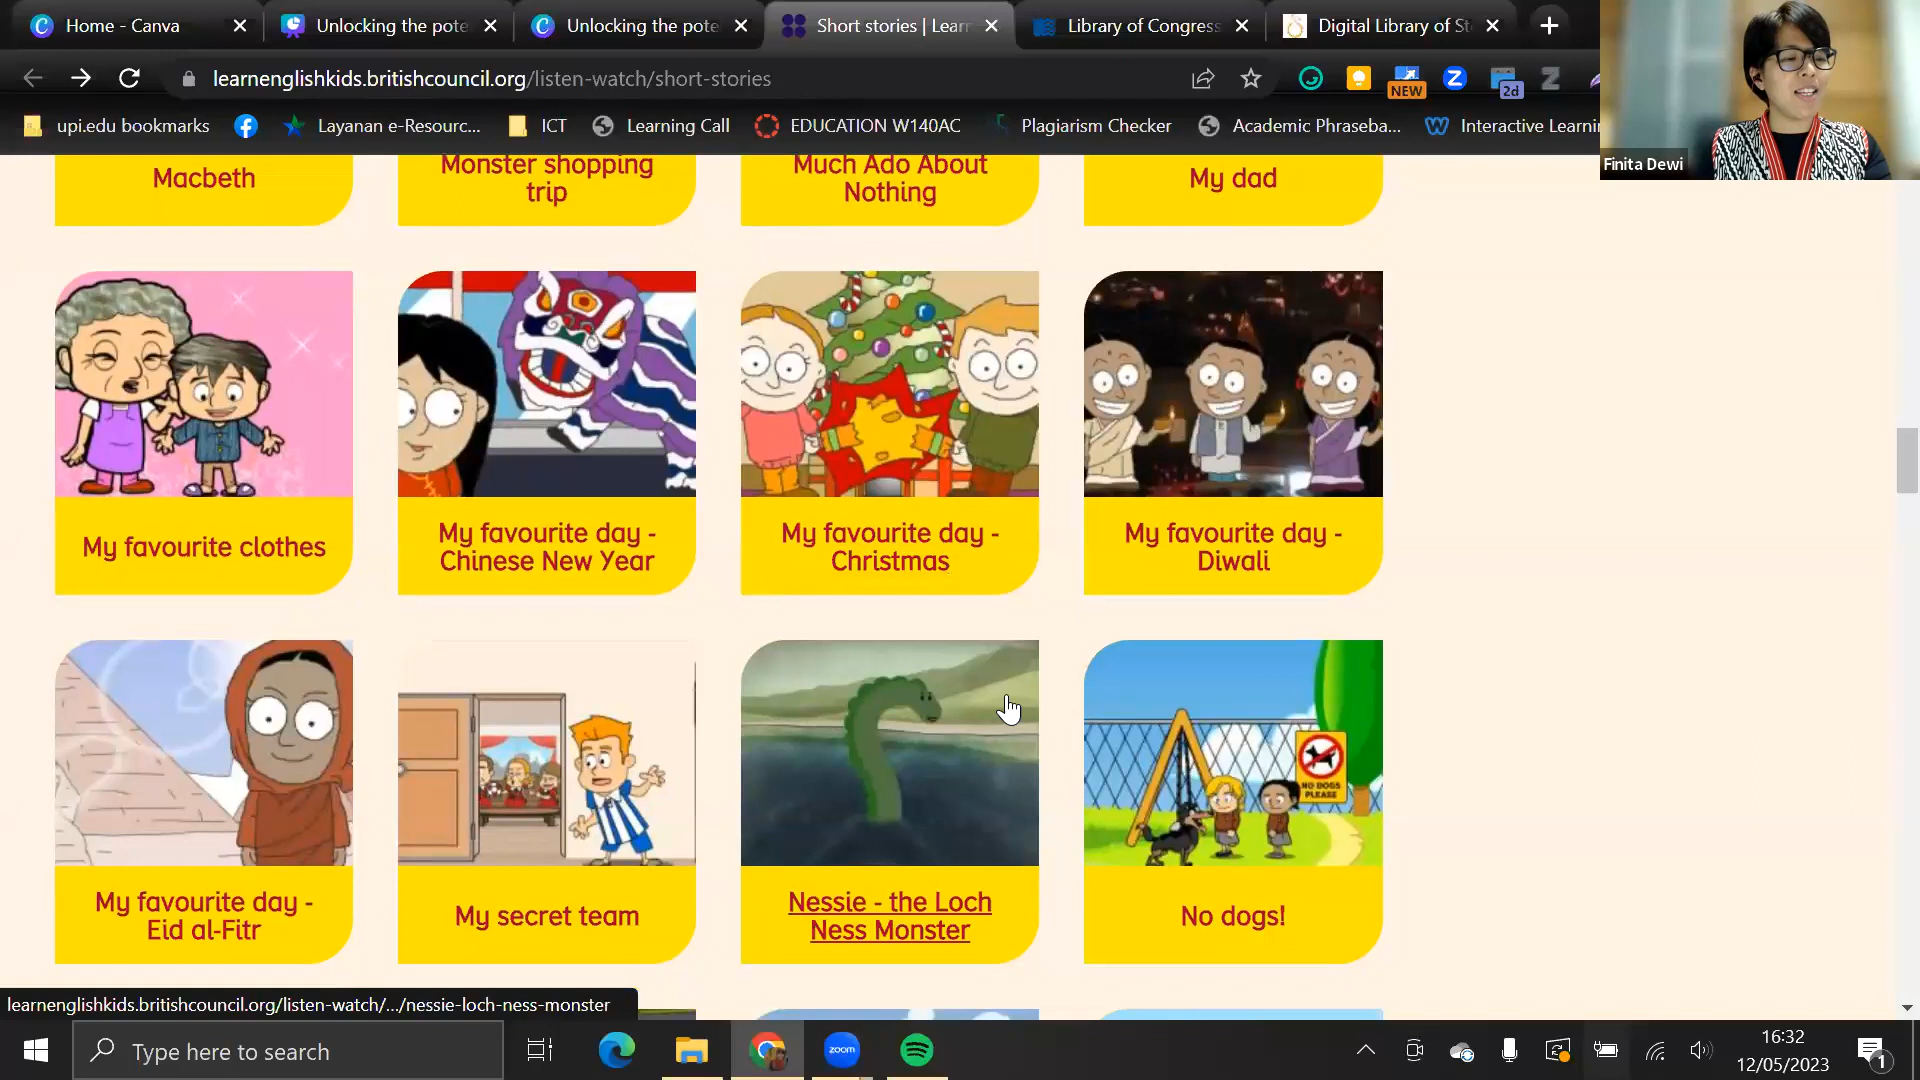 Home - Canva
Unlocking the pote
Unlocking the pote
Short stories | Lear
Library of Congress
Digital Library of St
learnenglishkids.britishcouncil.org/listen-watch/short-stories
NEW
2d
upi.edu bookmarks
Layanan e-Resourc...
ICT
Learning Call
EDUCATION W140AC
Plagiarism Checker
Academic Phraseba...
Interactive Learni
Finita Dewi
Macbeth
Monster shopping
trip
Much Ado About
Nothing
My dad
My favourite clothes
My favourite day -
Chinese New Year
My favourite day -
Christmas
My favourite day -
Diwali
NO DOGS
PLEASE
My favourite day -
Eid al-Fitr
My secret team
Nessie - the Loch
Ness Monster
No dogs!
learnenglishkids.britishcouncil.org/listen-watch/.../nessie-loch-ness-monster
Type here to search
zoom
16:32
12/05/2023
1